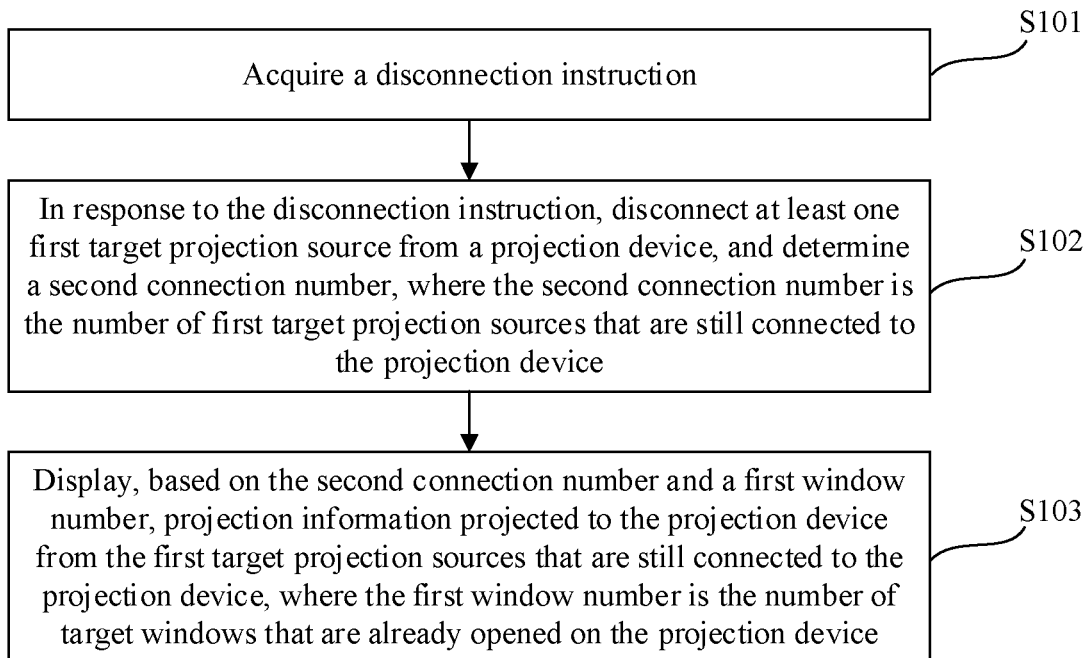 S101
Acquire a disconnection instruction
In response to the disconnection instruction, disconnect at least one
first target projection source from a projection device, and determine
a second connection number, where the second connection number is
the number of first target projection sources that are still connected to
the projection device
S102
Display, based on the second connection number and a first window
number, projection information projected to the projection device
from the first target projection sources that are still connected to the
projection device, where the first window number is the number of
target windows that are already opened on the projection device
S103